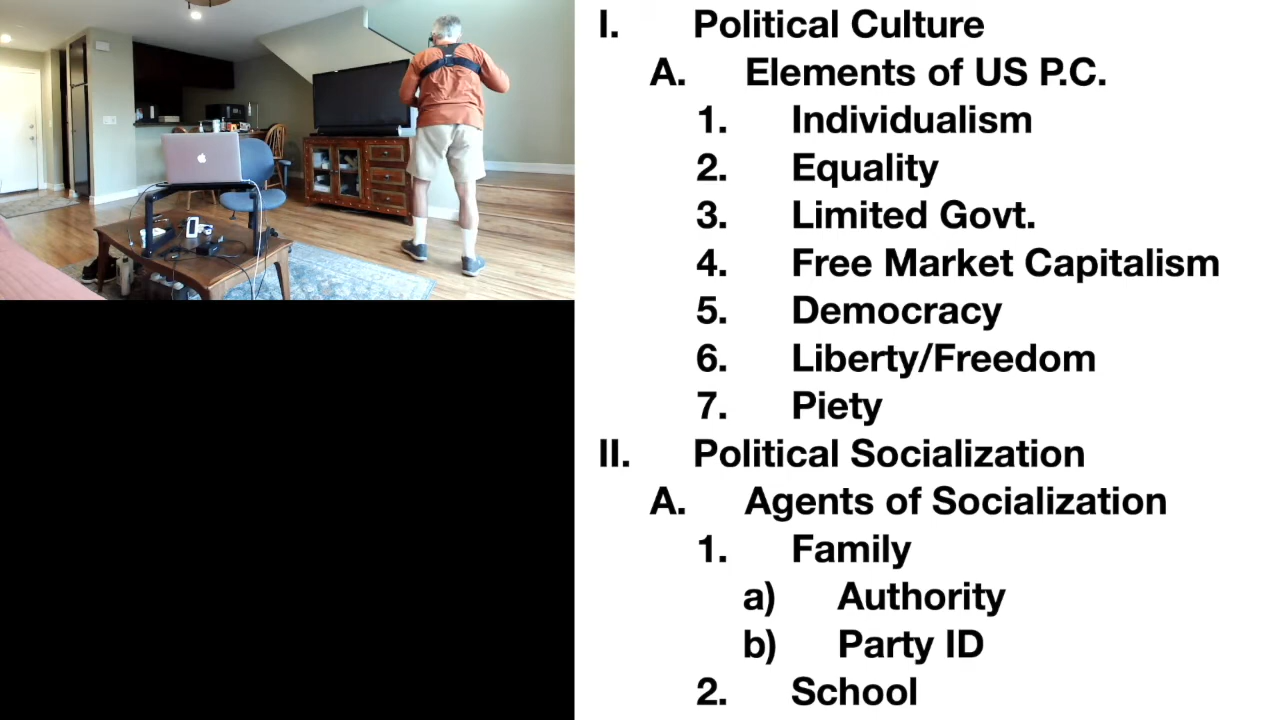 I. Political Culture
A. Elements of US P.C.
1. Individualism
2. Equality
3. Limited Govt.
4. Free Market Capitalism
5. Democracy
6. Liberty/Freedom
7. Piety
II. Political Socialization
A. Agents of Socialization
1. Family
a) Authority
b) Party ID
2. School